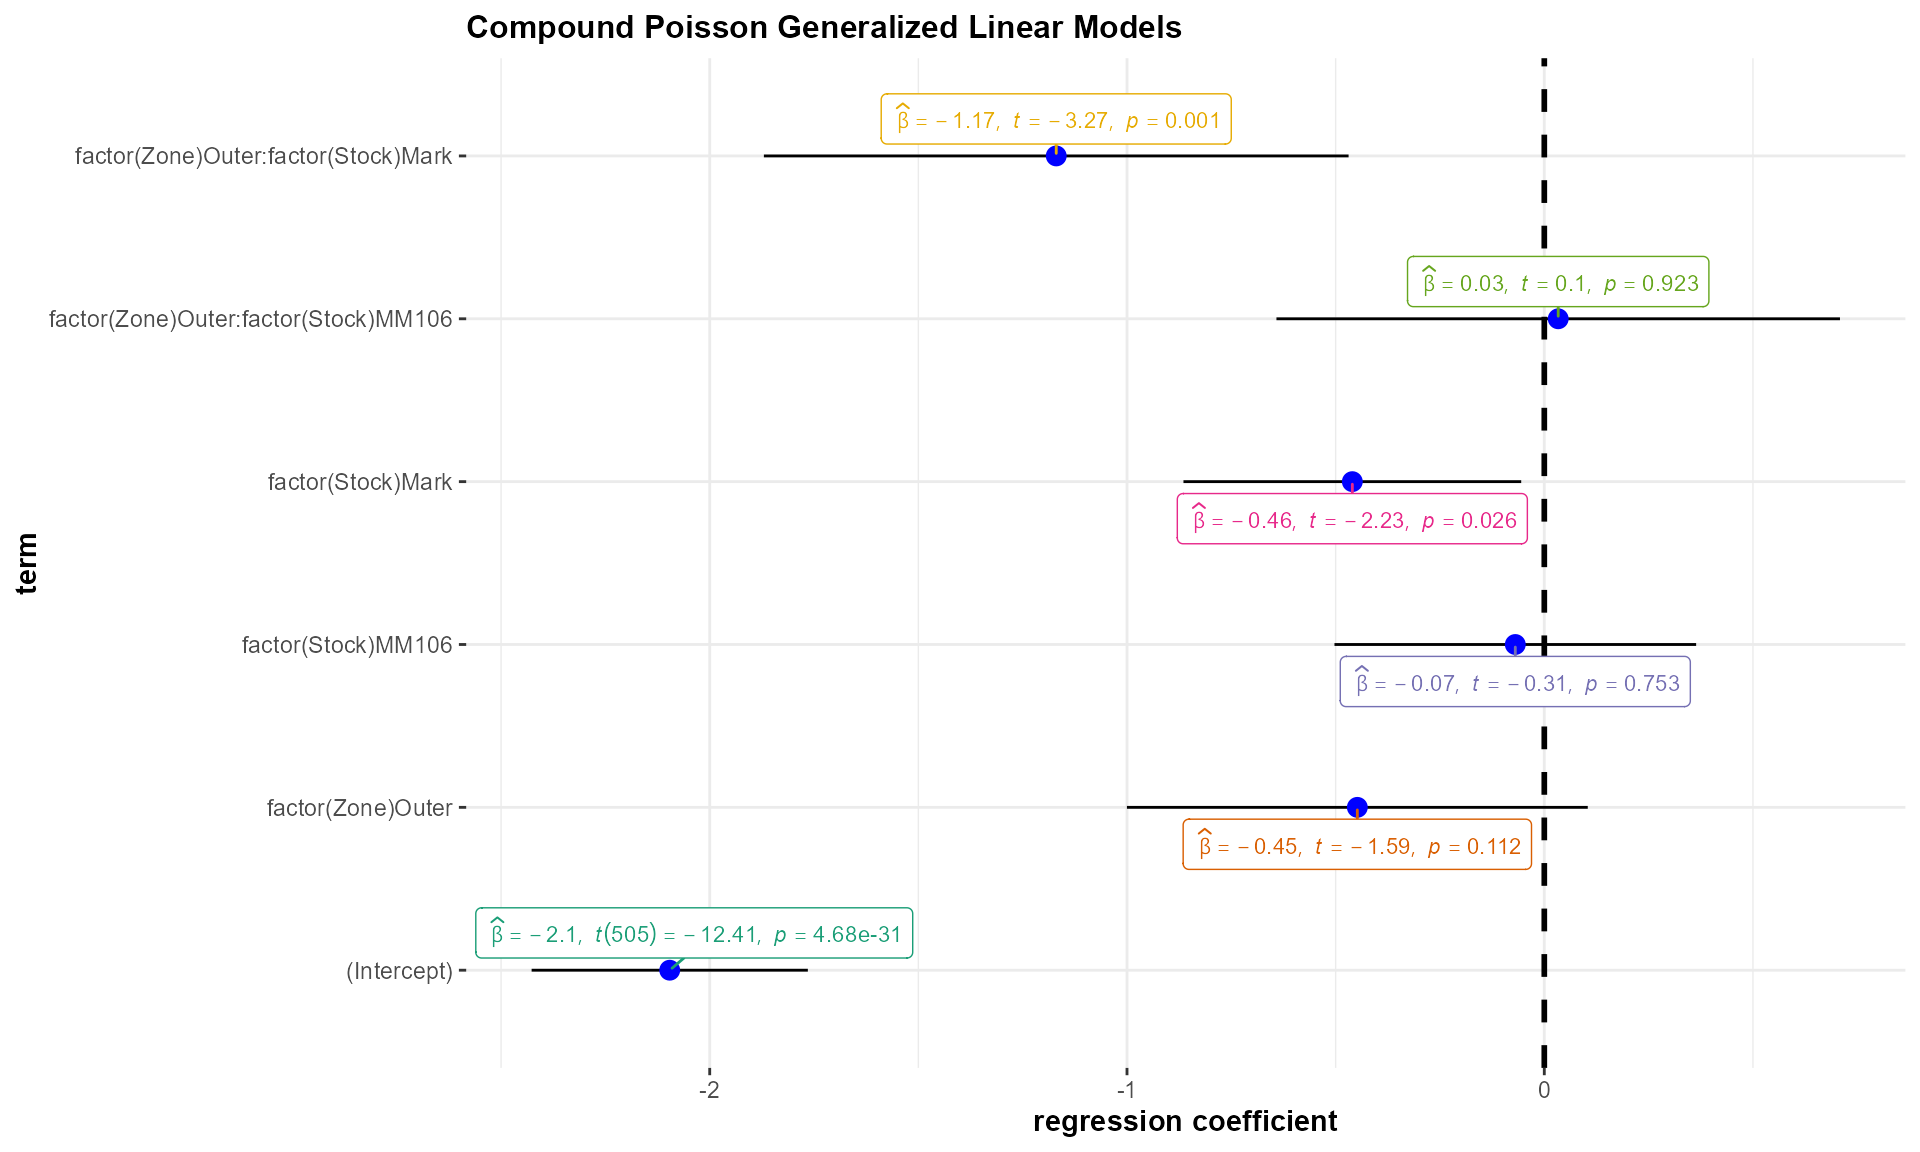 Compound Poisson Generalized Linear Models
term
factor(Zone)Outer:factor(Stock)Mark
β̂ = − 1.17, t = − 3.27, p = 0.001
factor(Zone)Outer:factor(Stock)MM106
β̂ = 0.03, t = 0.1, p = 0.923
factor(Stock)Mark
β̂ = − 0.46, t = − 2.23, p = 0.026
factor(Stock)MM106
β̂ = − 0.07, t = − 0.31, p = 0.753
factor(Zone)Outer
β̂ = − 0.45, t = − 1.59, p = 0.112
(Intercept)
β̂ = − 2.1, t(505) = − 12.41, p = 4.68e-31
-2 -1 0
regression coefficient